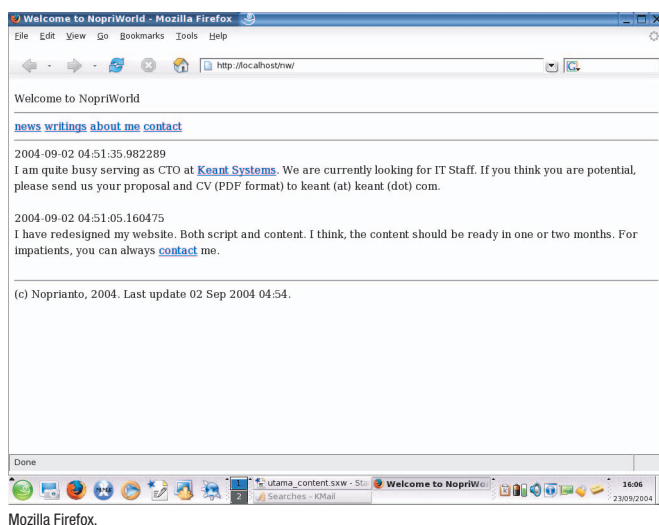 Welcome to NopriWorld - Mozilla Firefox
File Edit View Go Bookmarks Tools Help
http://localhost/nw/
G
Welcome to NopriWorld
news writings about me contact
2004-09-02 04:51:35.982289
I am quite busy serving as CTO at Keant Systems. We are currently looking for IT Staff. If you think you are potential,
please send us your proposal and CV (PDF format) to keant (at) keant (dot) com.
2004-09-02 04:51:05.160475
I have redesigned my website. Both script and content. I think, the content should be ready in one or two months. For
impatients, you can always contact me.
(c) Noprianto, 2004. Last update 02 Sep 2004 04:54.
Done
1 utama_content.sxw - Sta Welcome to NopriWo 16:06
2 Searches - KMail 23/09/2004
Mozilla Firefox.